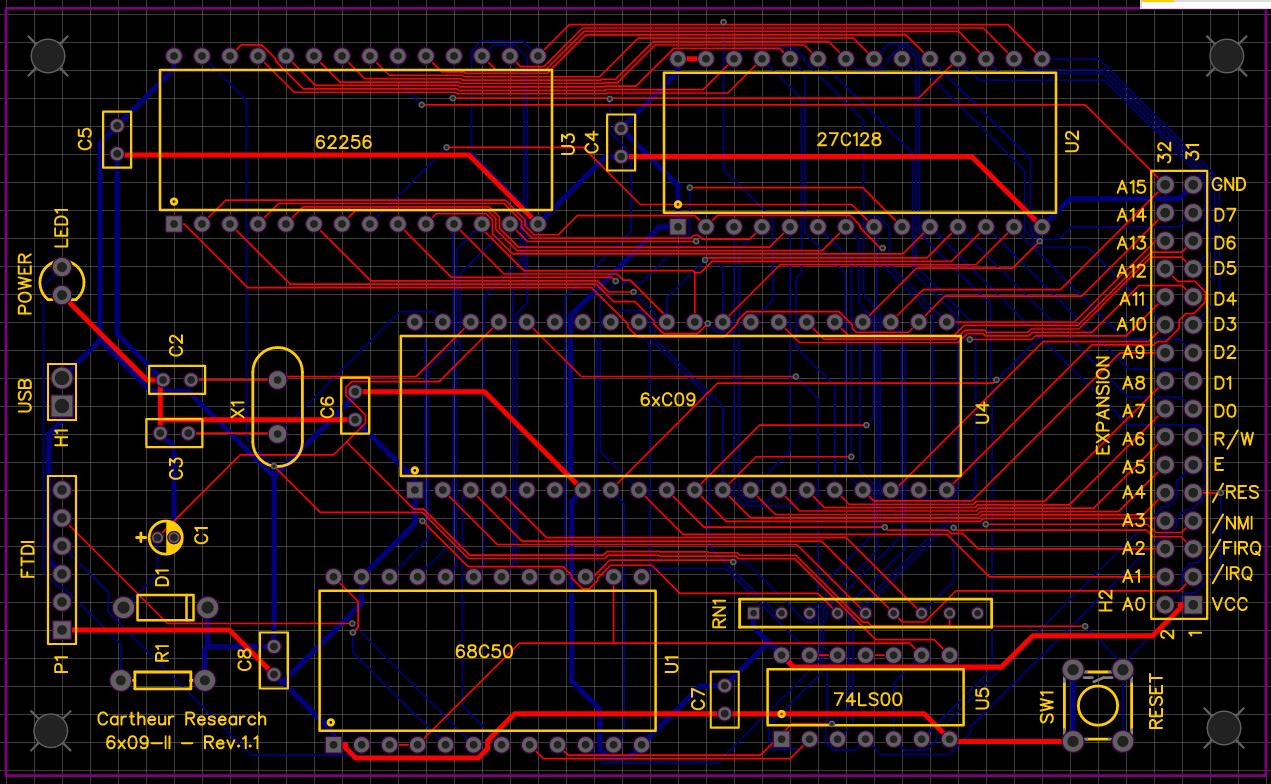 C5
62256
U3
C4
27C128
U2
32
31
LED1
POWER
A15
GND
A14
D7
A13
D6
A12
D5
A11
D4
A10
D3
A9
D2
A8
D1
A7
D0
A6
R/W
A5
E
A4
/RES
A3
/NMI
A2
/FIRQ
A1
/IRQ
A0
VCC
EXPANSION
H2
2
1
C2
USB
H1
X1
C6
6xC09
U4
C3
FTDI
P1
+
C1
D1
R1
C8
68C50
U1
RN1
C7
74LS00
U5
SW1
RESET
Cartheur Research
6x09-II - Rev.1.1